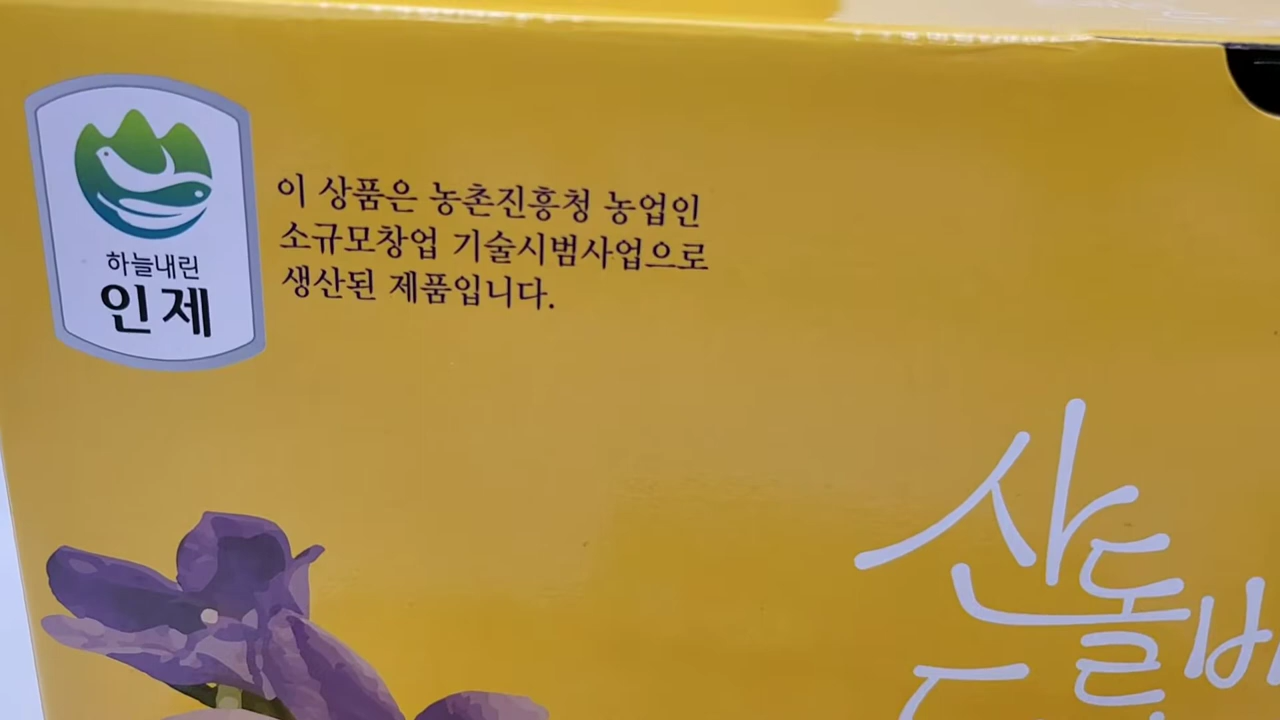 하늘내린
인제
이 상품은 농촌진흥청 농업인
소규모창업 기술시범사업으로
생산된 제품입니다.
산돌배